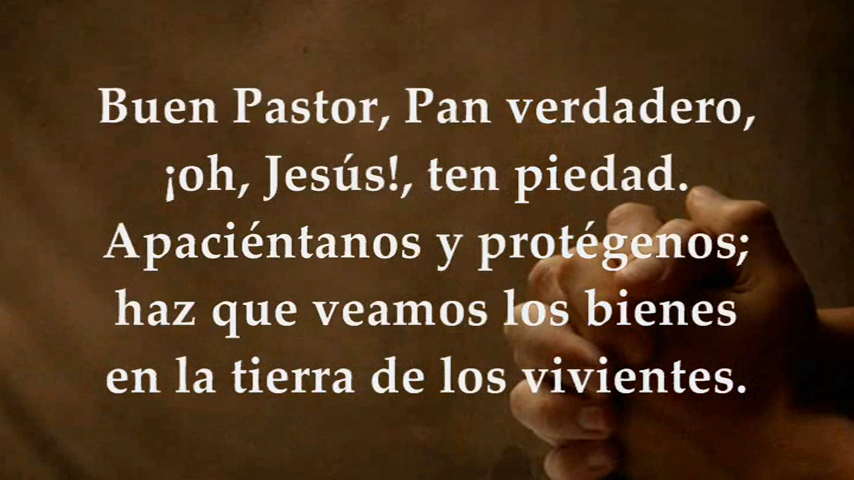 Buen Pastor, Pan verdadero,
¡oh, Jesús!, ten piedad.
Apaciéntanos y protégenos;
haz que veamos los bienes
en la tierra de los vivientes.